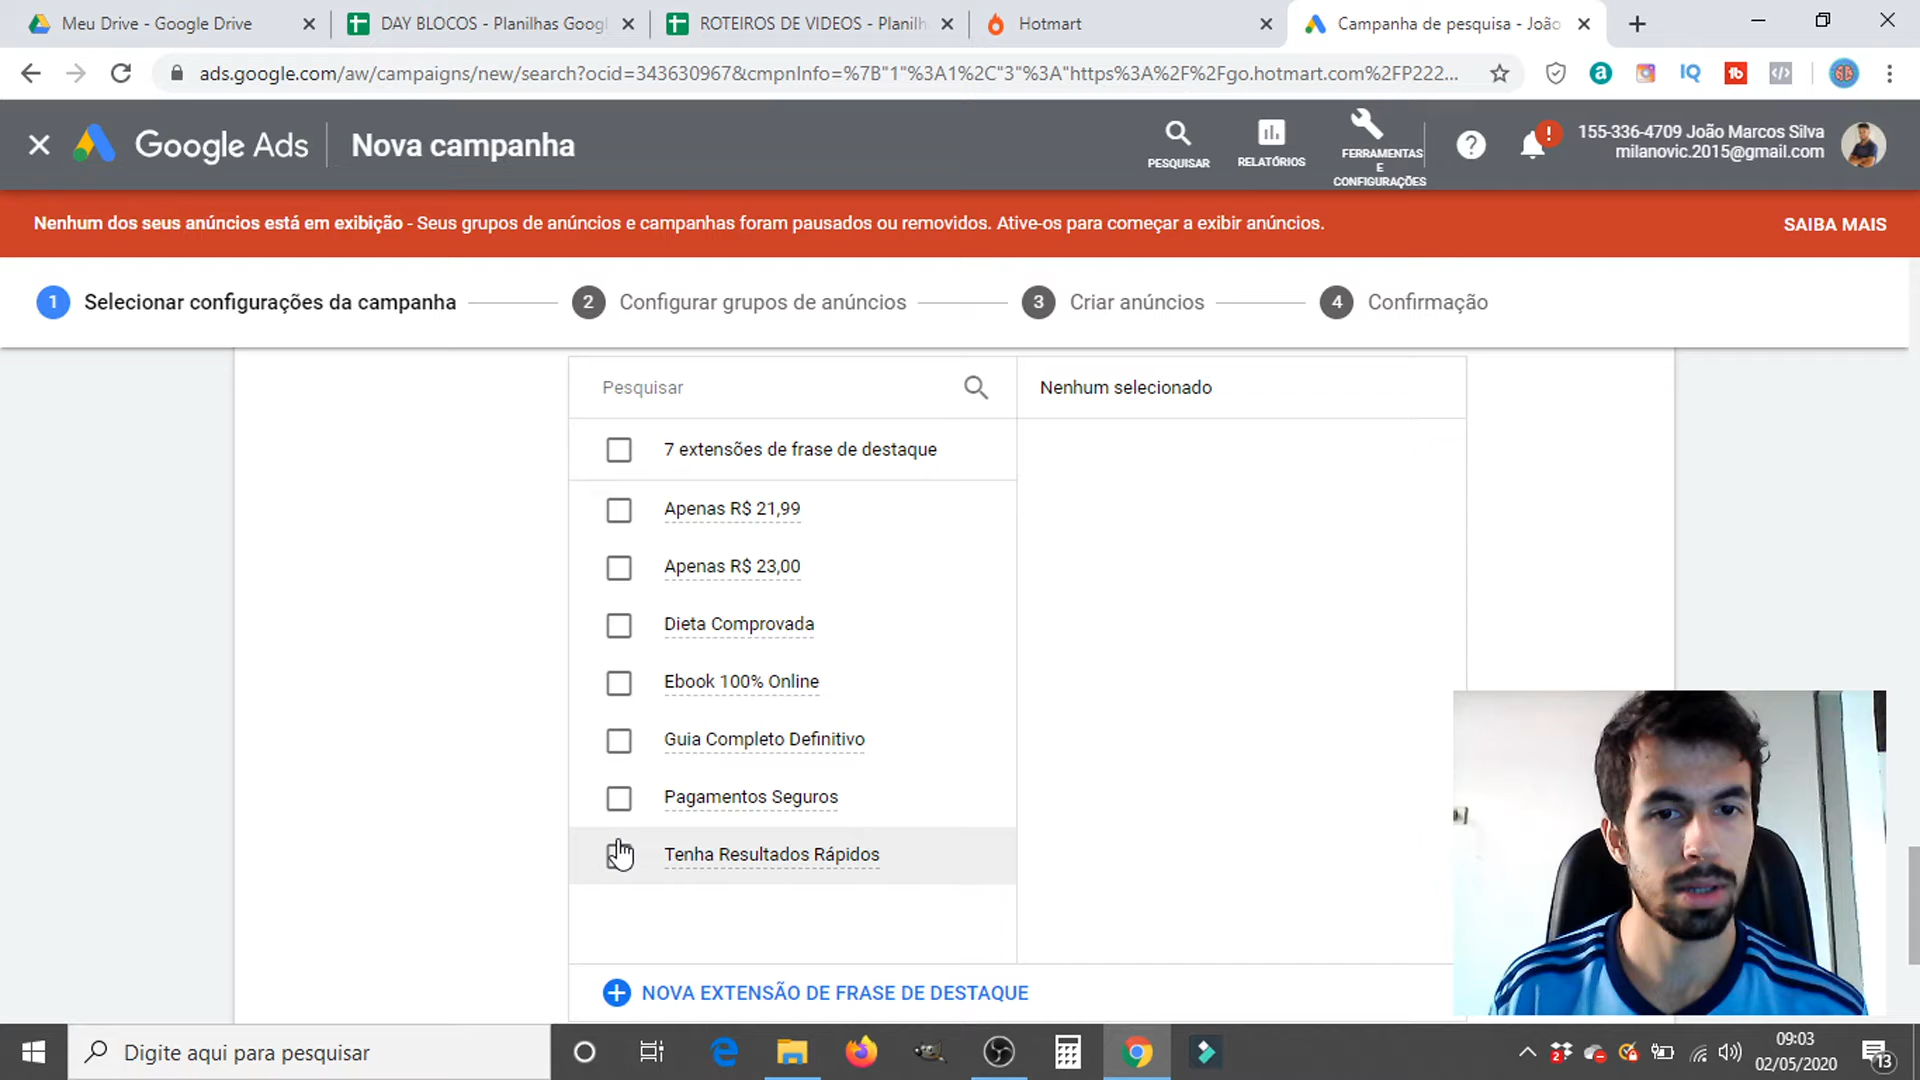 Meu Drive - Google Drive
DAY BLOCOS - Planilhas Googl
ROTEIROS DE VIDEOS - Planilh
Hotmart
Campanha de pesquisa - João
ads.google.com/aw/campaigns/new/search?ocid=343630967&cmpnInfo=%7B"1"%3A1%2C"3"%3A"https%3A%2F%2Fgo.hotmart.com%2FP222...
Google Ads
Nova campanha
PESQUISAR
RELATÓRIOS
FERRAMENTAS
E
CONFIGURAÇÕES
155-336-4709 João Marcos Silva
milanovic.2015@gmail.com
Nenhum dos seus anúncios está em exibição - Seus grupos de anúncios e campanhas foram pausados ou removidos. Ative-os para começar a exibir anúncios.
SAIBA MAIS
1 Selecionar configurações da campanha
2 Configurar grupos de anúncios
3 Criar anúncios
4 Confirmação
Pesquisar
Nenhum selecionado
7 extensões de frase de destaque
Apenas R$ 21,99
Apenas R$ 23,00
Dieta Comprovada
Ebook 100% Online
Guia Completo Definitivo
Pagamentos Seguros
Tenha Resultados Rápidos
NOVA EXTENSÃO DE FRASE DE DESTAQUE
Digite aqui para pesquisar
09:03
02/05/2020
13